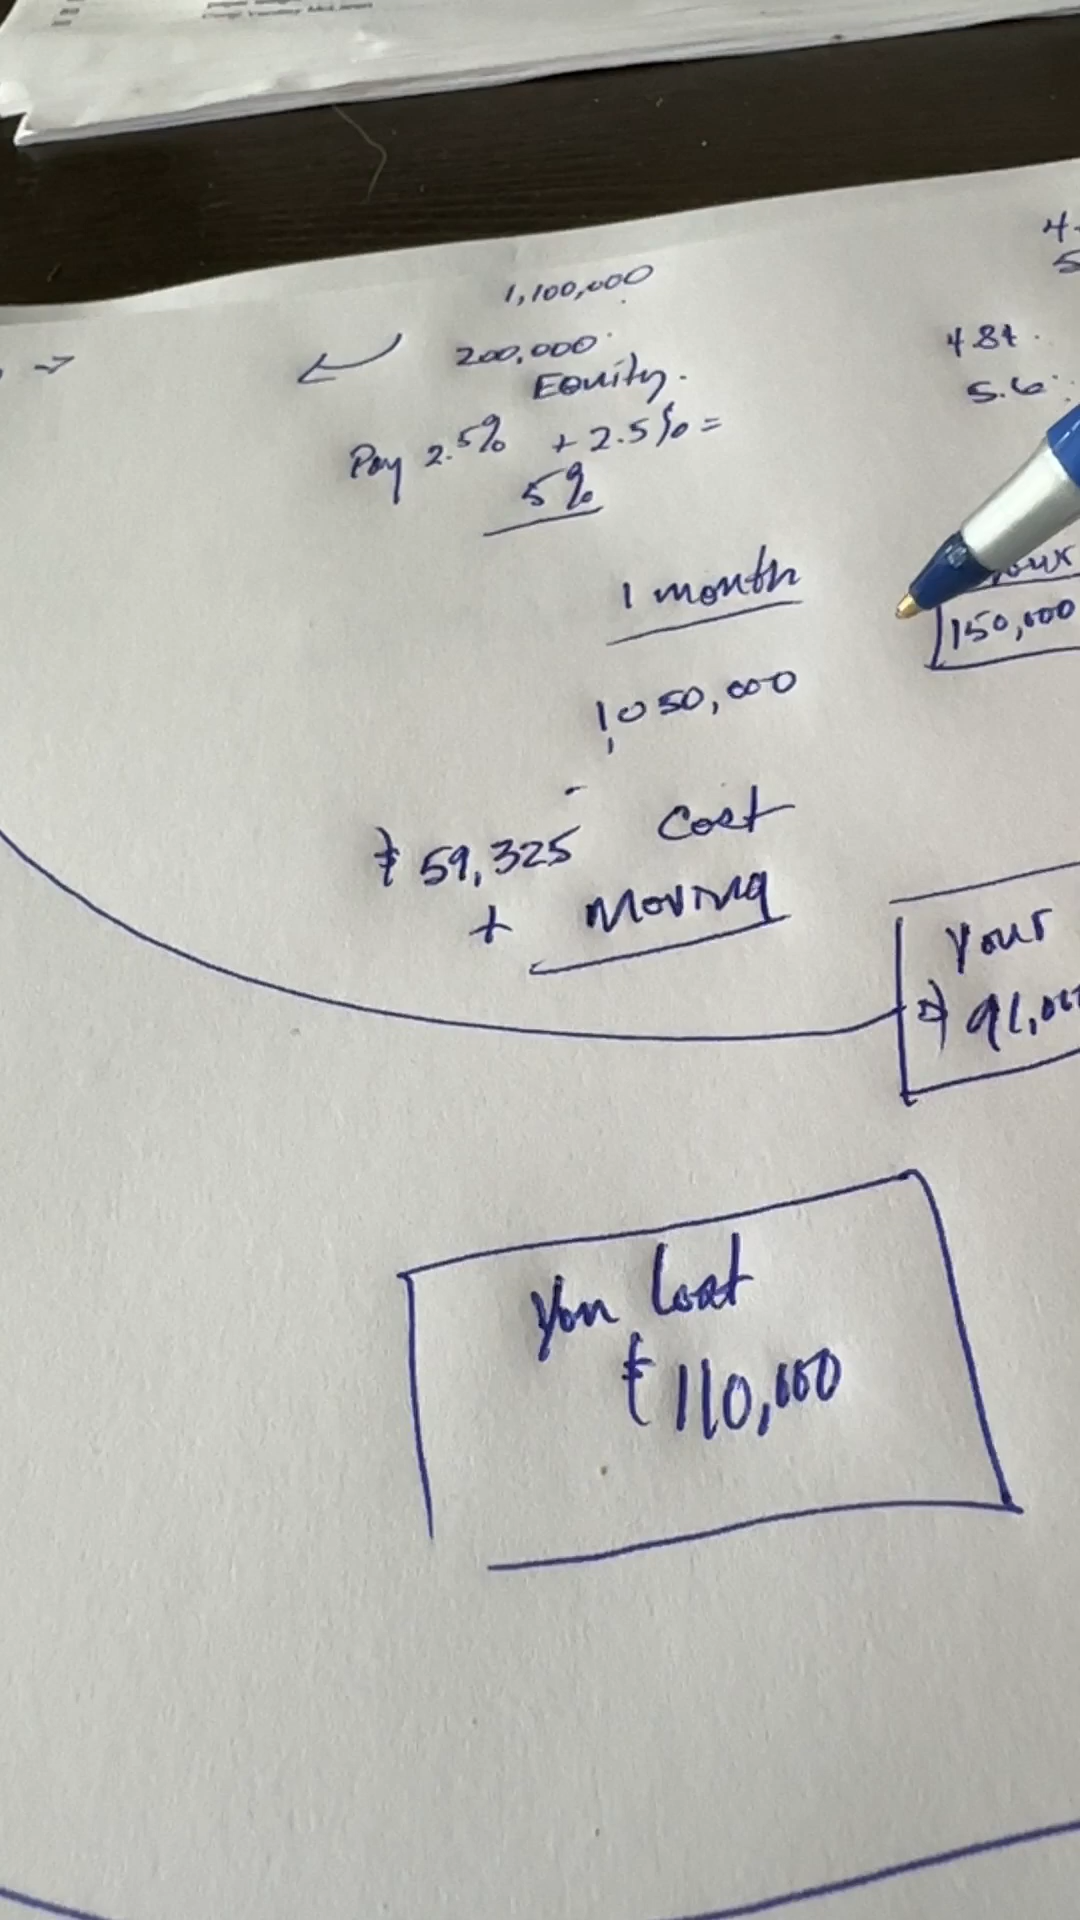 1,100,000
200,000
Equity.
Pay 2.5% + 2.5% =
5%
4.84.
5.6
1 month
150,000
1,050,000
59,325 Cost
+ Moving
Your
You lost
110,000